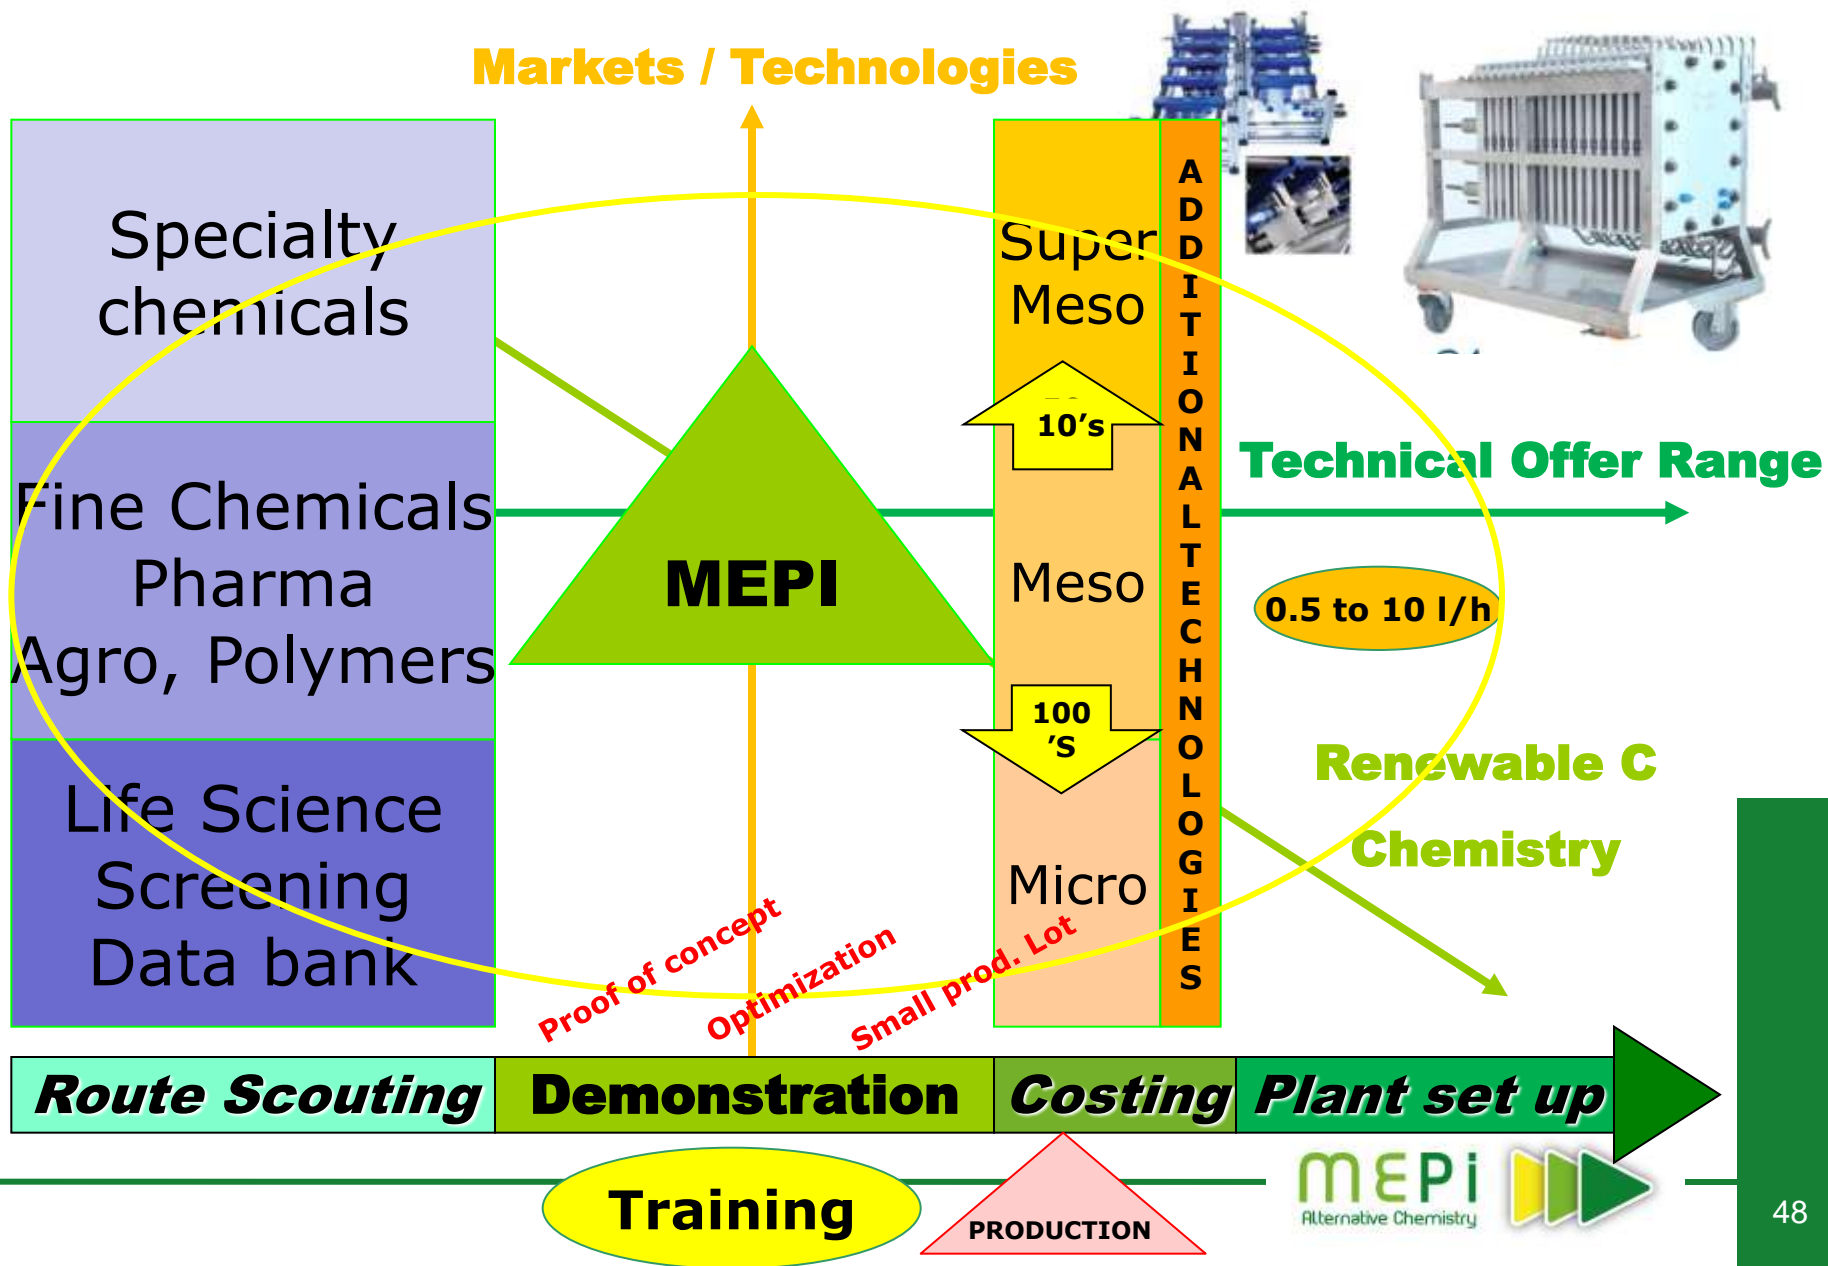 Markets / Technologies
Specialty
chemicals
Fine Chemicals
Pharma
Agro, Polymers
Life Science
Screening
Data bank
MEPI
Super
Meso
10's
Meso
100
'S
Micro
ADDITIONALTECHNOLOGIES
Technical Offer Range
0.5 to 10 l/h
Renewable C
Chemistry
Proof of concept
Optimization
Small prod. Lot
Route Scouting
Demonstration
Costing
Plant set up
Training
PRODUCTION
mEPi
Alternative Chemistry
48